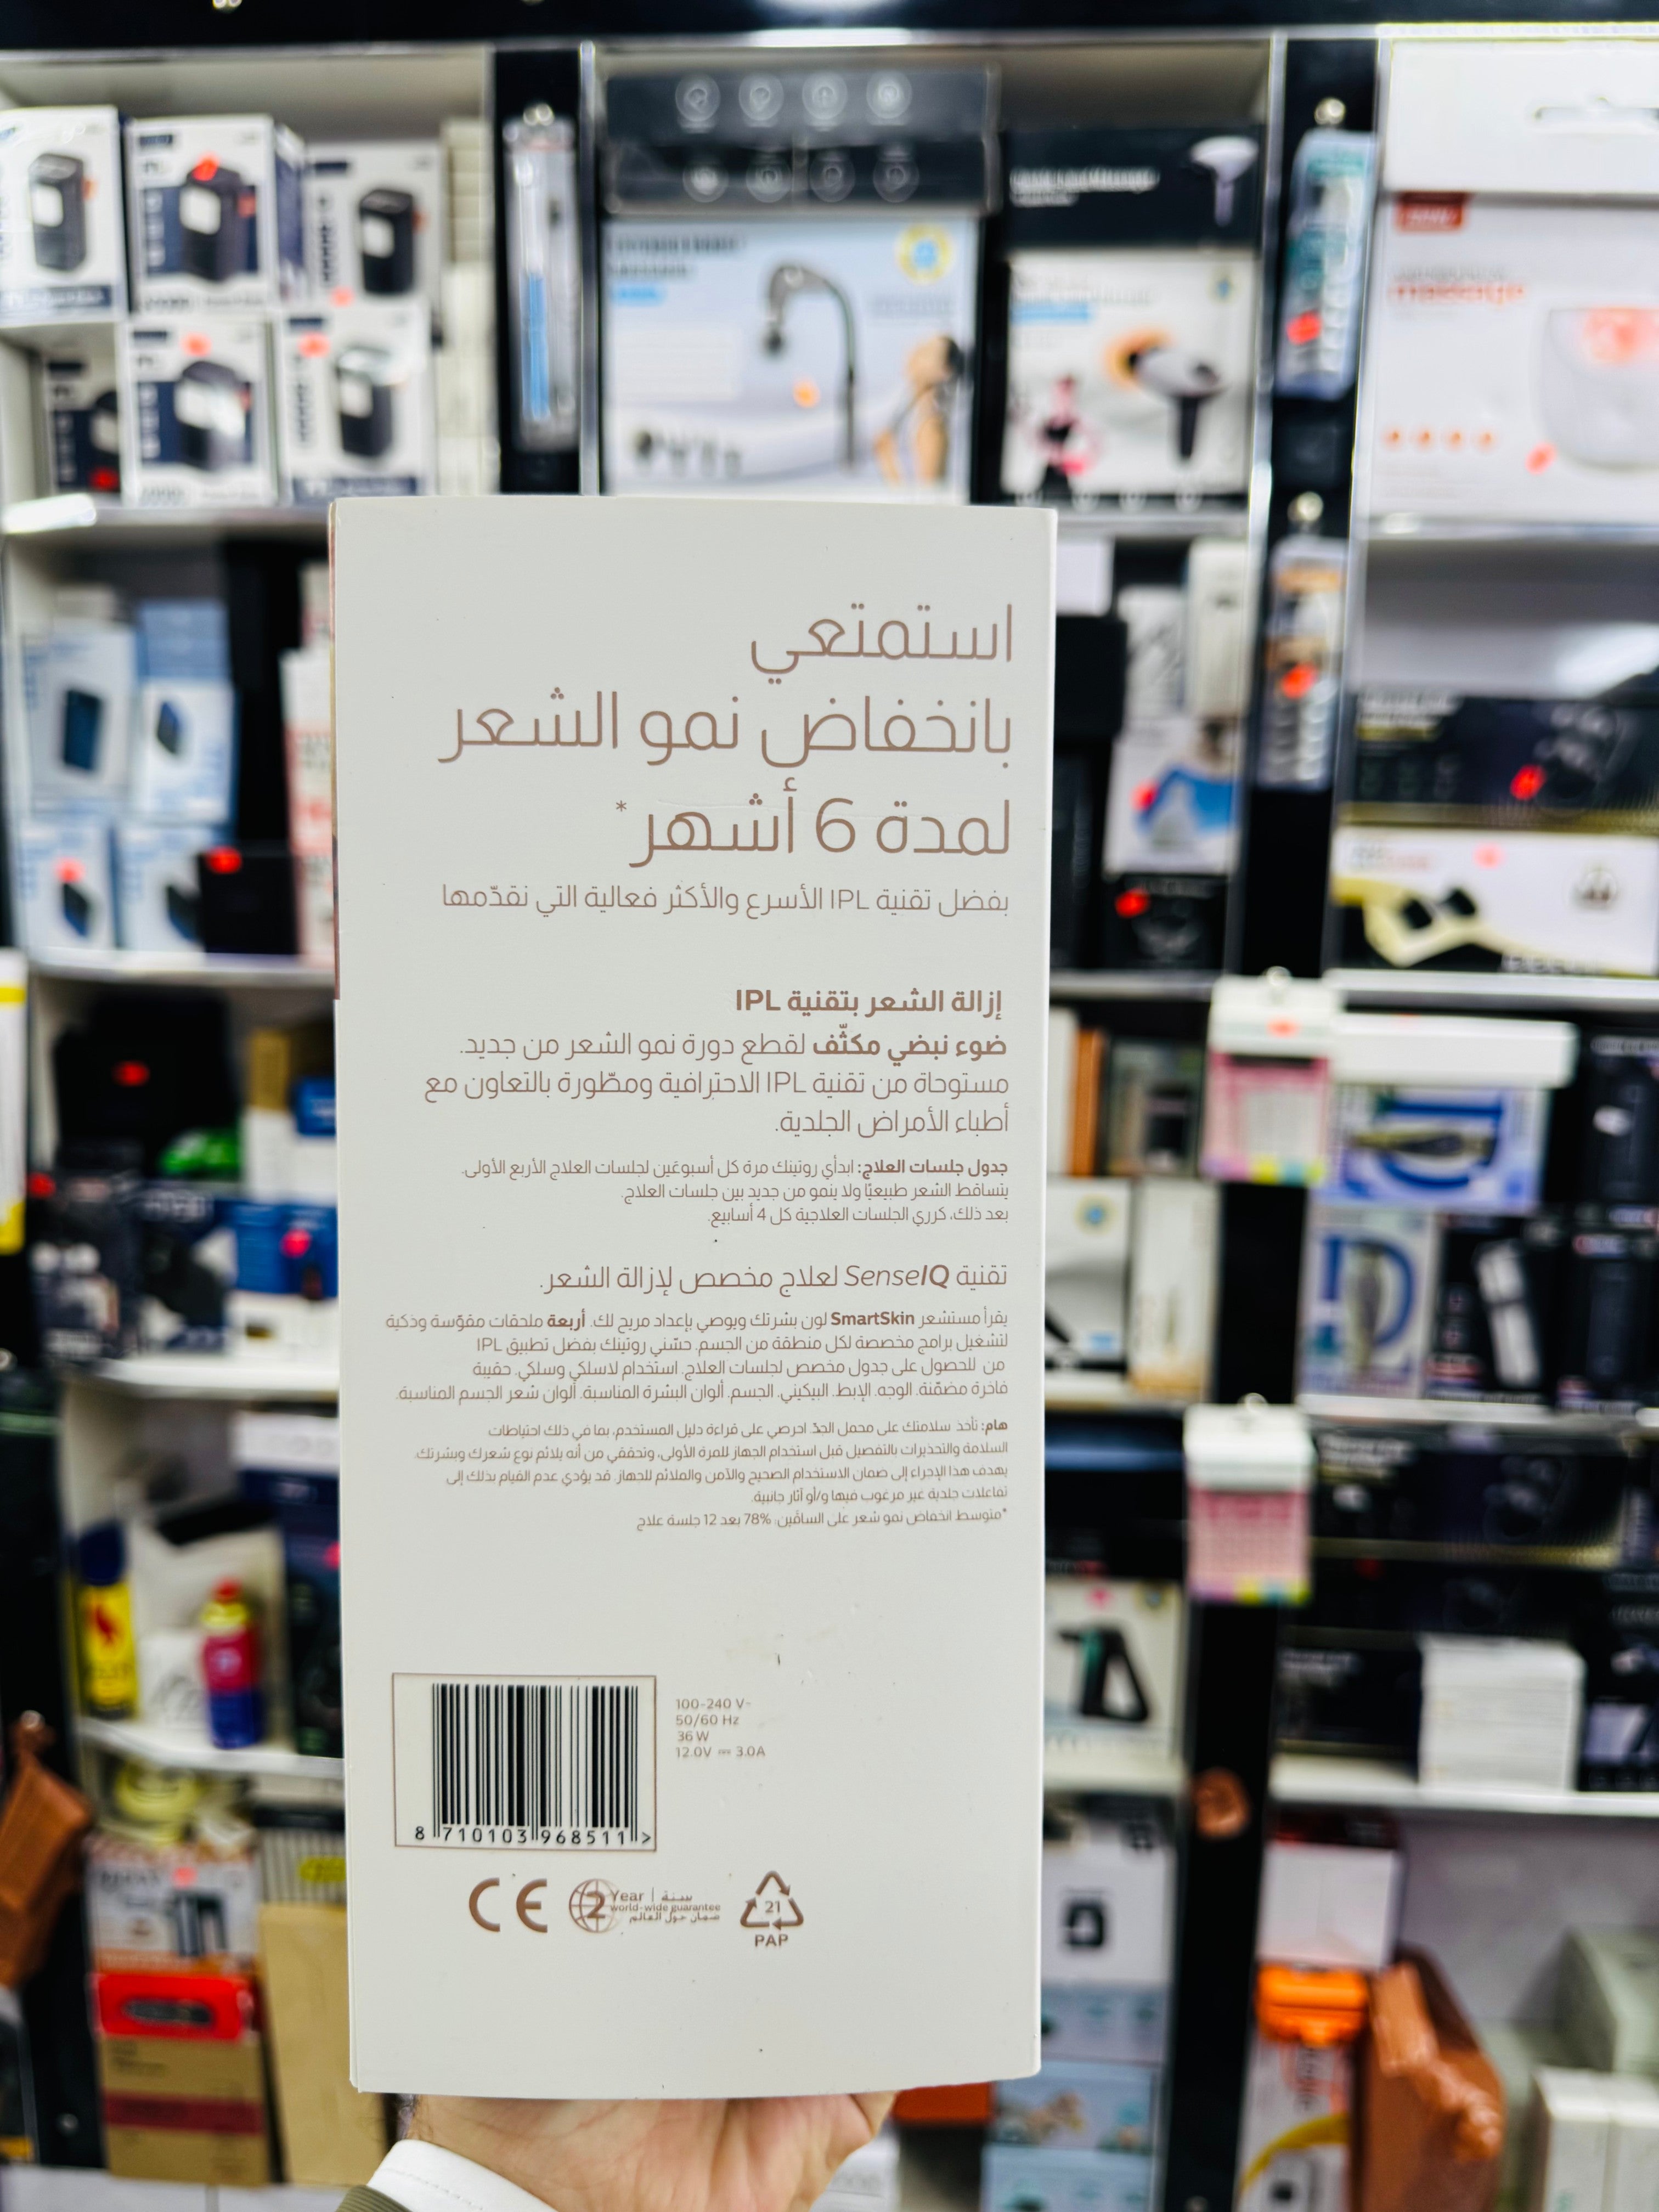 استمتعي
بانخفاض نمو الشعر
لمدة 6 أشهر*
بفضل تقنية IPL الأسرع والأكثر فعالية التي نقدّمها
إزالة الشعر بتقنية IPL
ضوء نبضي مكثّف لقطع دورة نمو الشعر من جديد.
مستوحاة من تقنية IPL الاحترافية ومطّورة بالتعاون مع
أطباء الأمراض الجلدية.
جدول جلسات العلاج: ابدأي روتينك مرة كل أسبوعَين لجلسات العلاج الأربع الأولى.
يتساقط الشعر طبيعيًا ولا ينمو من جديد بين جلسات العلاج.
بعد ذلك، كرري الجلسات العلاجية كل 4 أسابيع.
تقنية SenseIQ لعلاج مخصص لإزالة الشعر.
يقرأ مستشعر SmartSkin لون بشرتك ويوصي بإعداد مريح لك. أربعة ملحقات مقوّسة وذكية
لتشغيل برامج مخصصة لكل منطقة من الجسم. حسّني روتينك بفضل تطبيق IPL
من للحصول على جدول مخصص لجلسات العلاج. استخدام لاسلكي وسلكي. حقيبة
فاخرة مضمّنة. الوجه. الإبط. البيكيني. الجسم. ألوان البشرة المناسبة. ألوان شعر الجسم المناسبة.
هام: نأخذ سلامتك على محمل الجدّ. احرصي على قراءة دليل المستخدم، بما في ذلك احتياطات
السلامة والتحذيرات بالتفصيل قبل استخدام الجهاز للمرة الأولى، وتحققي من أنه يلائم نوع شعرك وبشرتك.
يهدف هذا الإجراء إلى ضمان الاستخدام الصحيح والآمن والملائم للجهاز. قد يؤدي عدم القيام بذلك إلى
تفاعلات جلدية غير مرغوب فيها و/أو آثار جانبية.
*متوسط انخفاض نمو شعر على الساقَين: 78% بعد 12 جلسة علاج
100-240 V~
50/60 Hz
36 W
12.0V ⎓ 3.0A
8 710103 968511 >
CE
2 Year | سنة
world-wide guarantee
ضمان حول العالم
21
PAP
massage